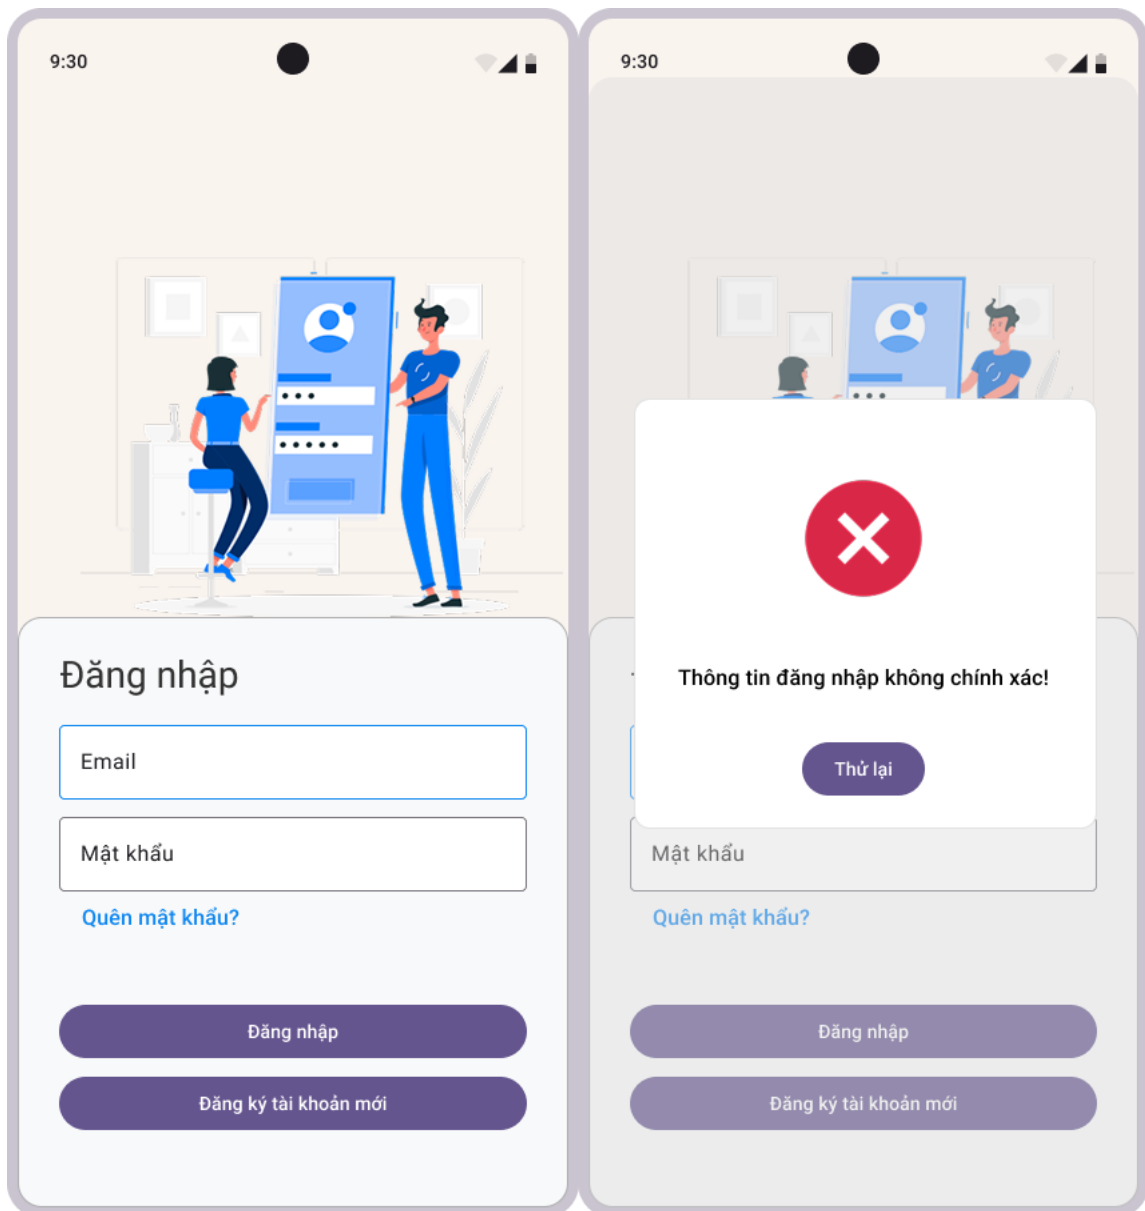 9:30
Đăng nhập
Email
Mật khẩu
Quên mật khẩu?
Đăng nhập
Đăng ký tài khoản mới
9:30
Thông tin đăng nhập không chính xác!
Thử lại
Mật khẩu
Quên mật khẩu?
Đăng nhập
Đăng ký tài khoản mới